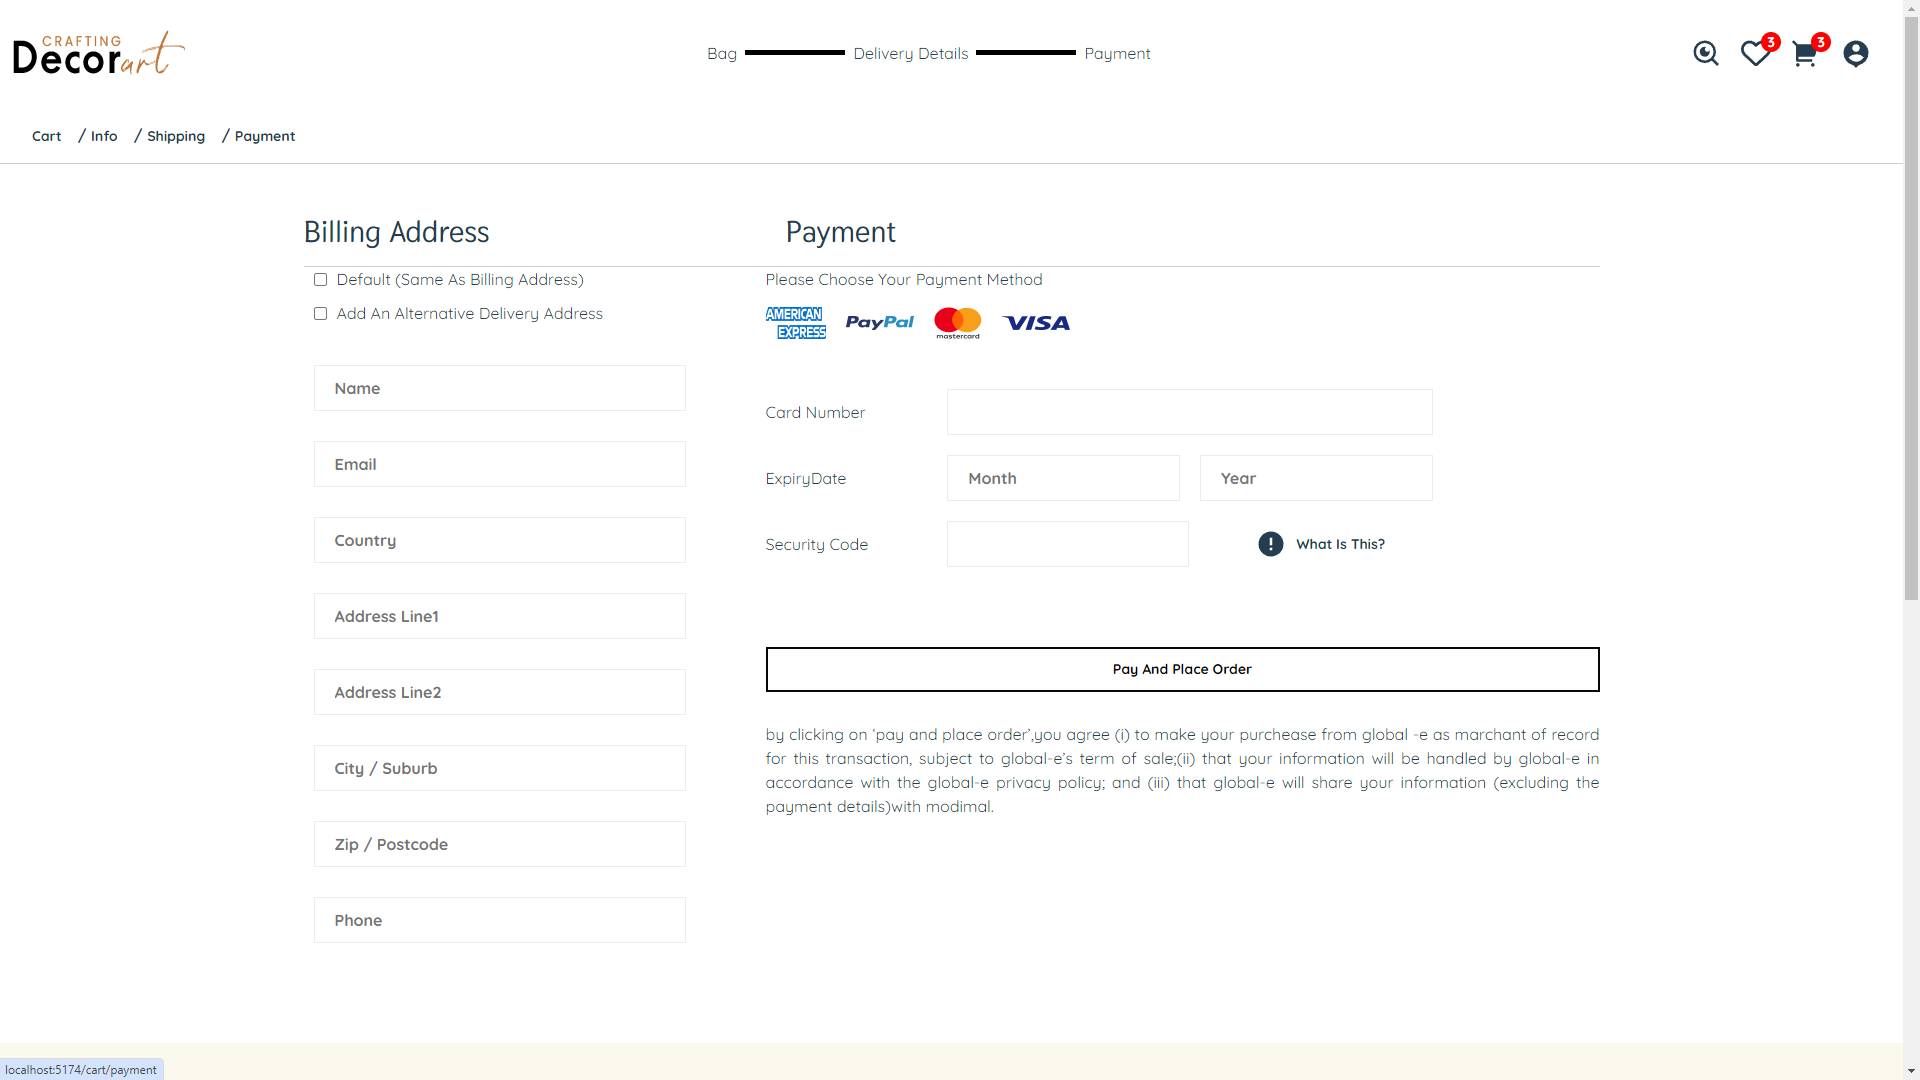 CRAFTING
Decorart
Bag Delivery Details Payment
3 3
Cart / Info / Shipping / Payment
Billing Address
Default (Same As Billing Address)
Add An Alternative Delivery Address
Name
Email
Country
Address Line1
Address Line2
City / Suburb
Zip / Postcode
Phone
Payment
Please Choose Your Payment Method
AMERICAN
EXPRESS
PayPal mastercard VISA
Card Number
ExpiryDate Month Year
Security Code ! What Is This?
Pay And Place Order
by clicking on ‘pay and place order’,you agree (i) to make your purchease from global -e as marchant of record
for this transaction, subject to global-e’s term of sale;(ii) that your information will be handled by global-e in
accordance with the global-e privacy policy; and (iii) that global-e will share your information (excluding the
payment details)with modimal.
localhost:5174/cart/payment